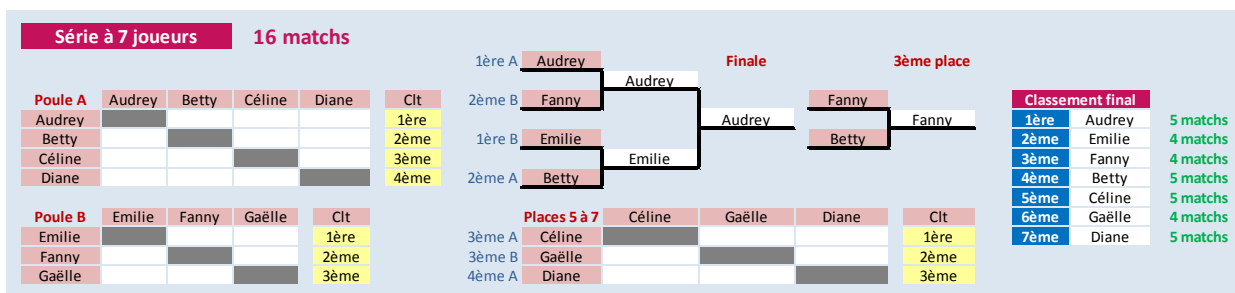 Série à 7 joueurs 16 matchs
1ère A Audrey Finale 3ème place
Audrey
Poule A Audrey Betty Céline Diane Clt 2ème B Fanny Fanny Classement final
Audrey 1ère Audrey Fanny 1ère Audrey 5 matchs
Betty 2ème 1ère B Emilie Betty 2ème Emilie 4 matchs
Céline 3ème Emilie 3ème Fanny 4 matchs
Diane 4ème 2ème A Betty 4ème Betty 5 matchs
5ème Céline 5 matchs
Poule B Emilie Fanny Gaëlle Clt Places 5 à 7 Céline Gaëlle Diane Clt 6ème Gaëlle 4 matchs
Emilie 1ère 3ème A Céline 1ère 7ème Diane 5 matchs
Fanny 2ème 3ème B Gaëlle 2ème
Gaëlle 3ème 4ème A Diane 3ème